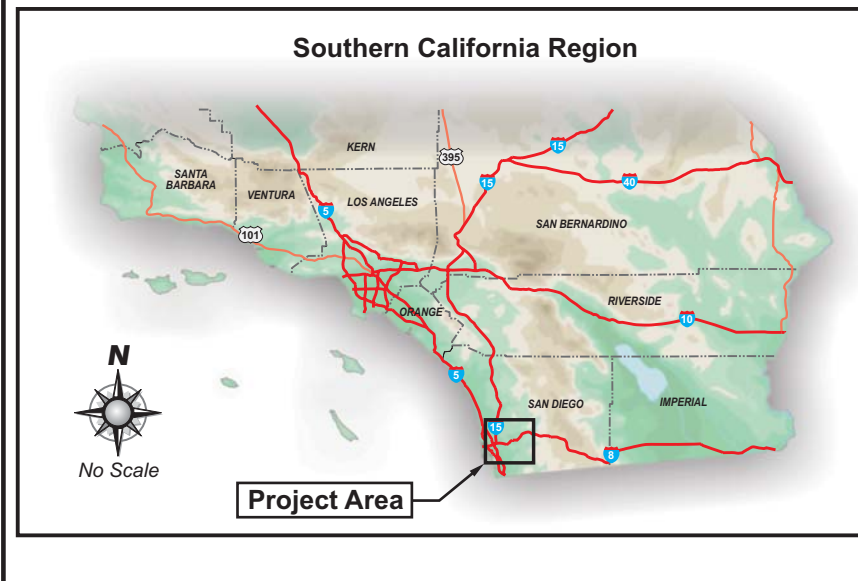 Southern California Region
KERN
395
15
15
40
SANTA
BARBARA
VENTURA
LOS ANGELES
5
101
SAN BERNARDINO
RIVERSIDE
ORANGE
10
N
No Scale
5
SAN DIEGO
IMPERIAL
15
8
Project Area